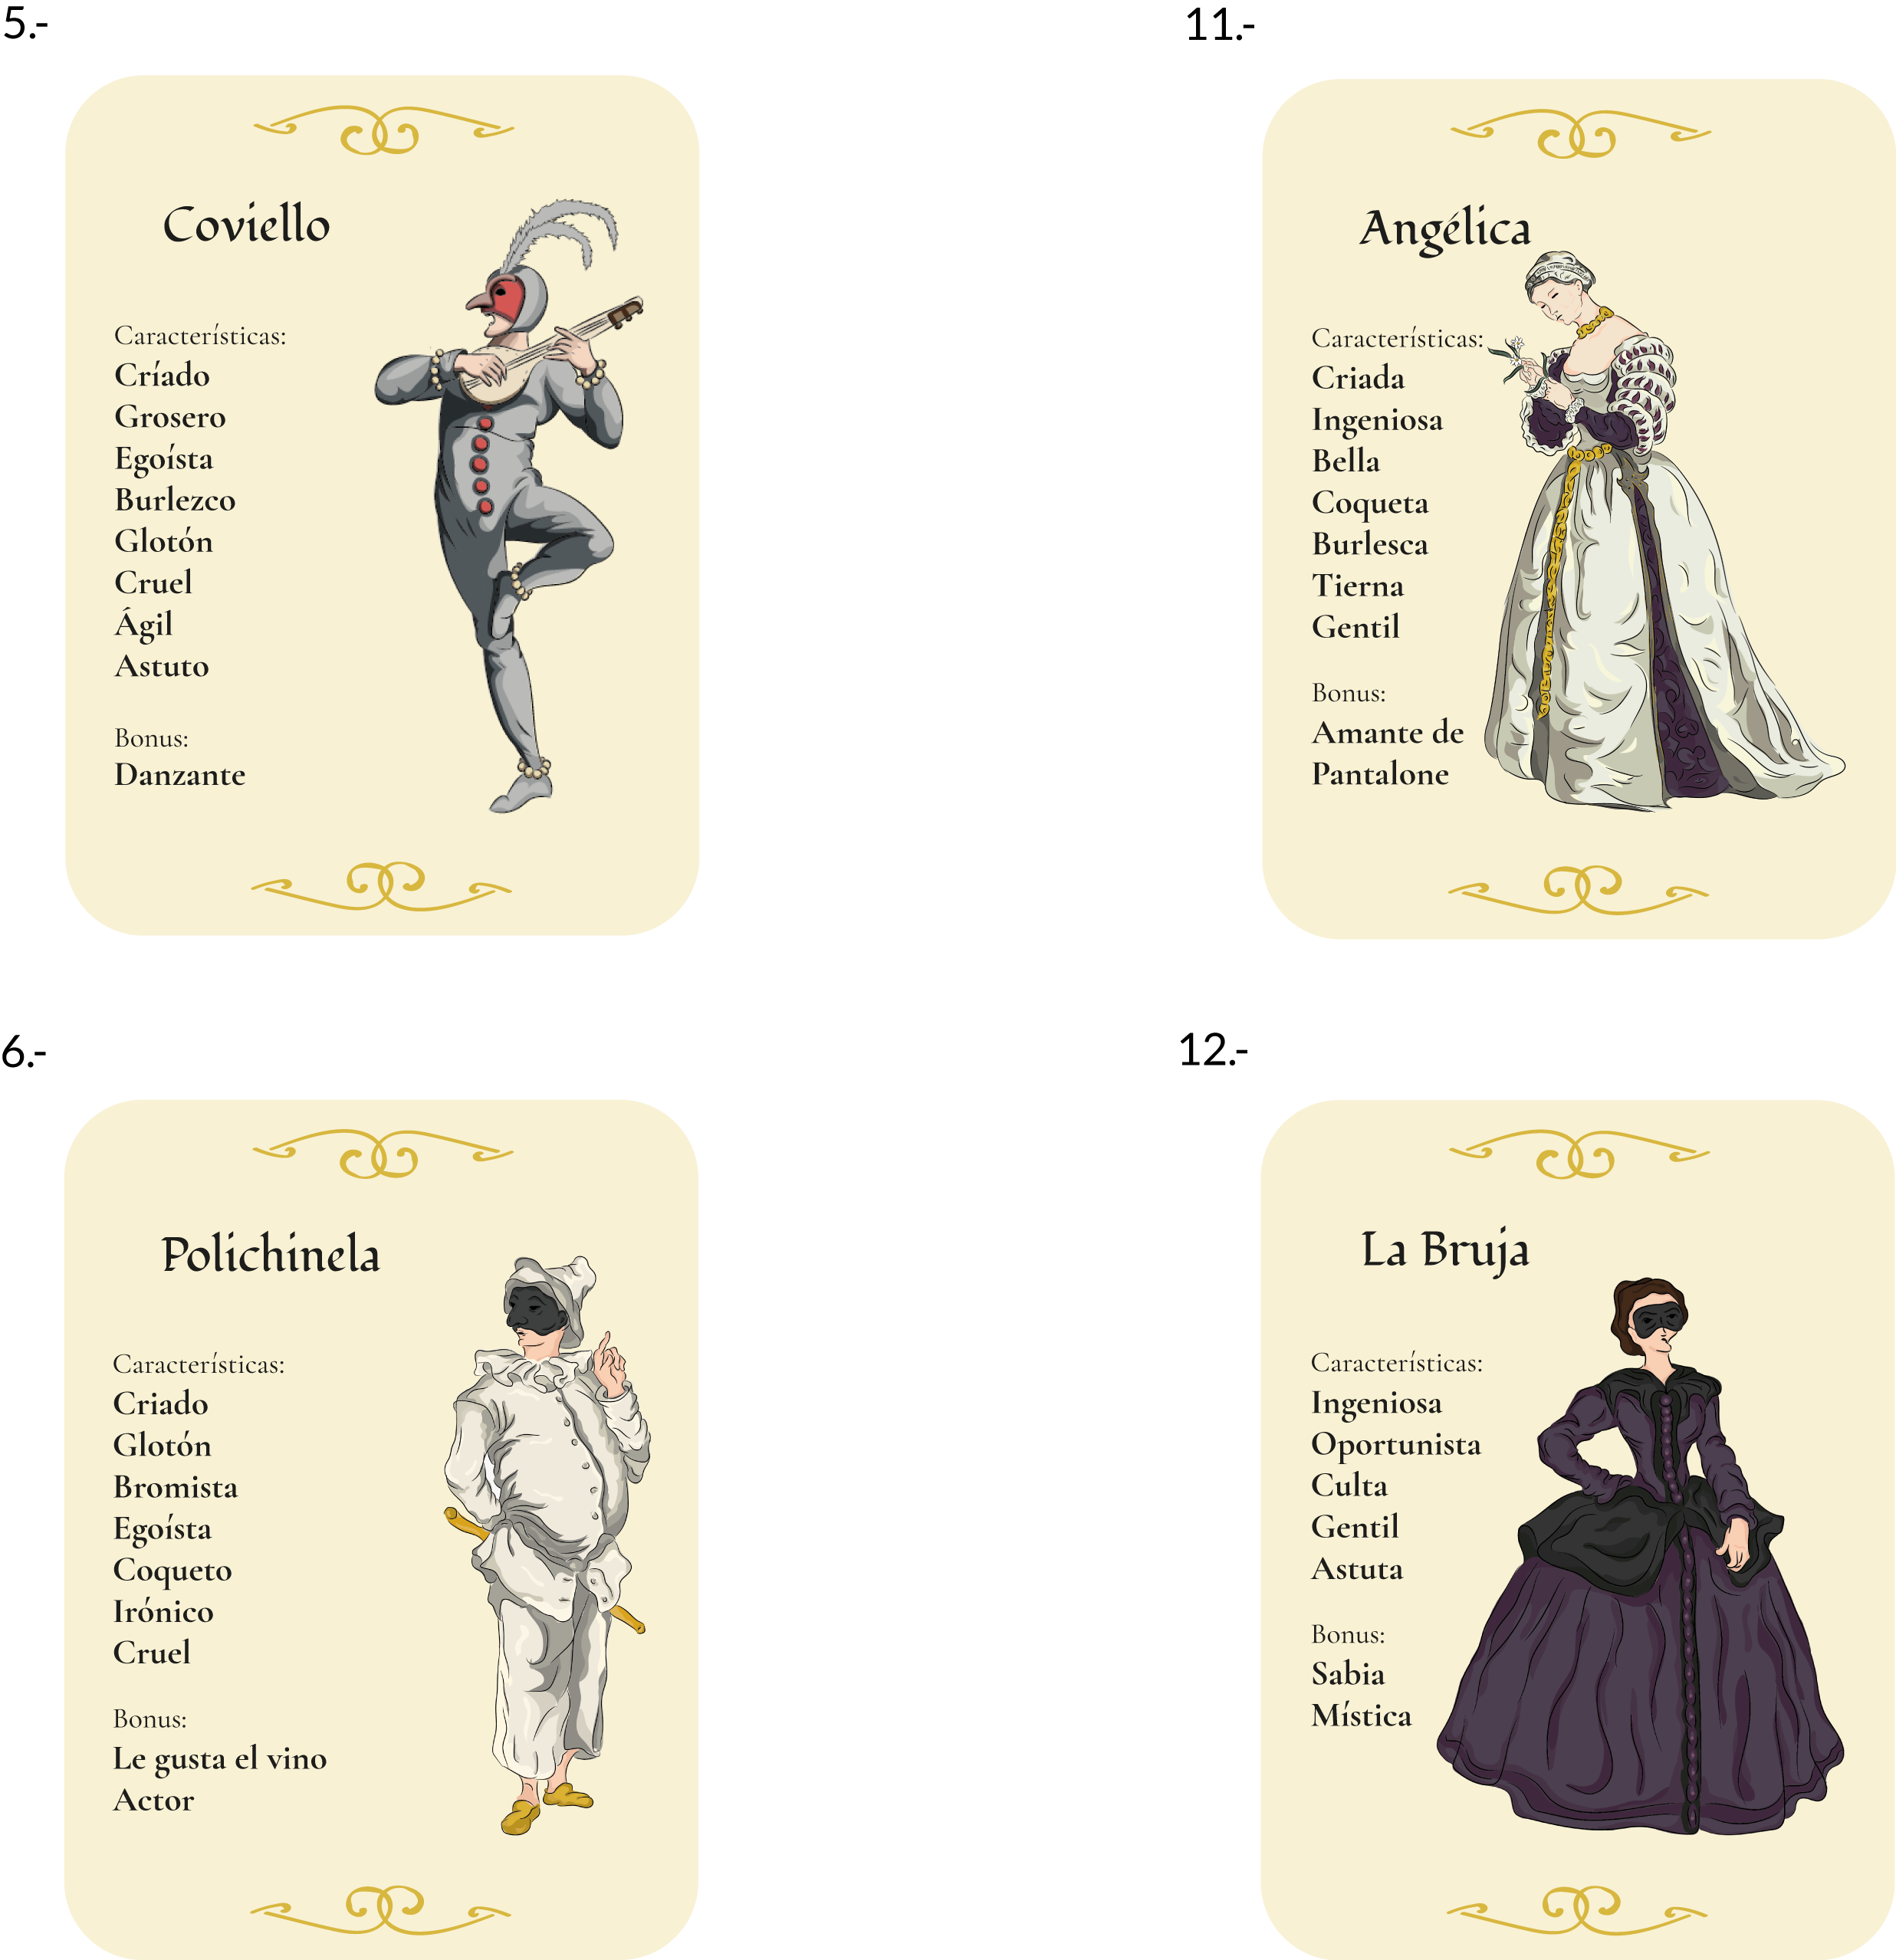 5.-
Coviello
Características:
Críado
Grosero
Egoísta
Burlezco
Glotón
Cruel
Ágil
Astuto
Bonus:
Danzante
11.-
Angélica
Características:
Criada
Ingeniosa
Bella
Coqueta
Burlesca
Tierna
Gentil
Bonus:
Amante de
Pantalone
6.-
Polichinela
Características:
Criado
Glotón
Bromista
Egoísta
Coqueto
Irónico
Cruel
Bonus:
Le gusta el vino
Actor
12.-
La Bruja
Características:
Ingeniosa
Oportunista
Culta
Gentil
Astuta
Bonus:
Sabia
Mística